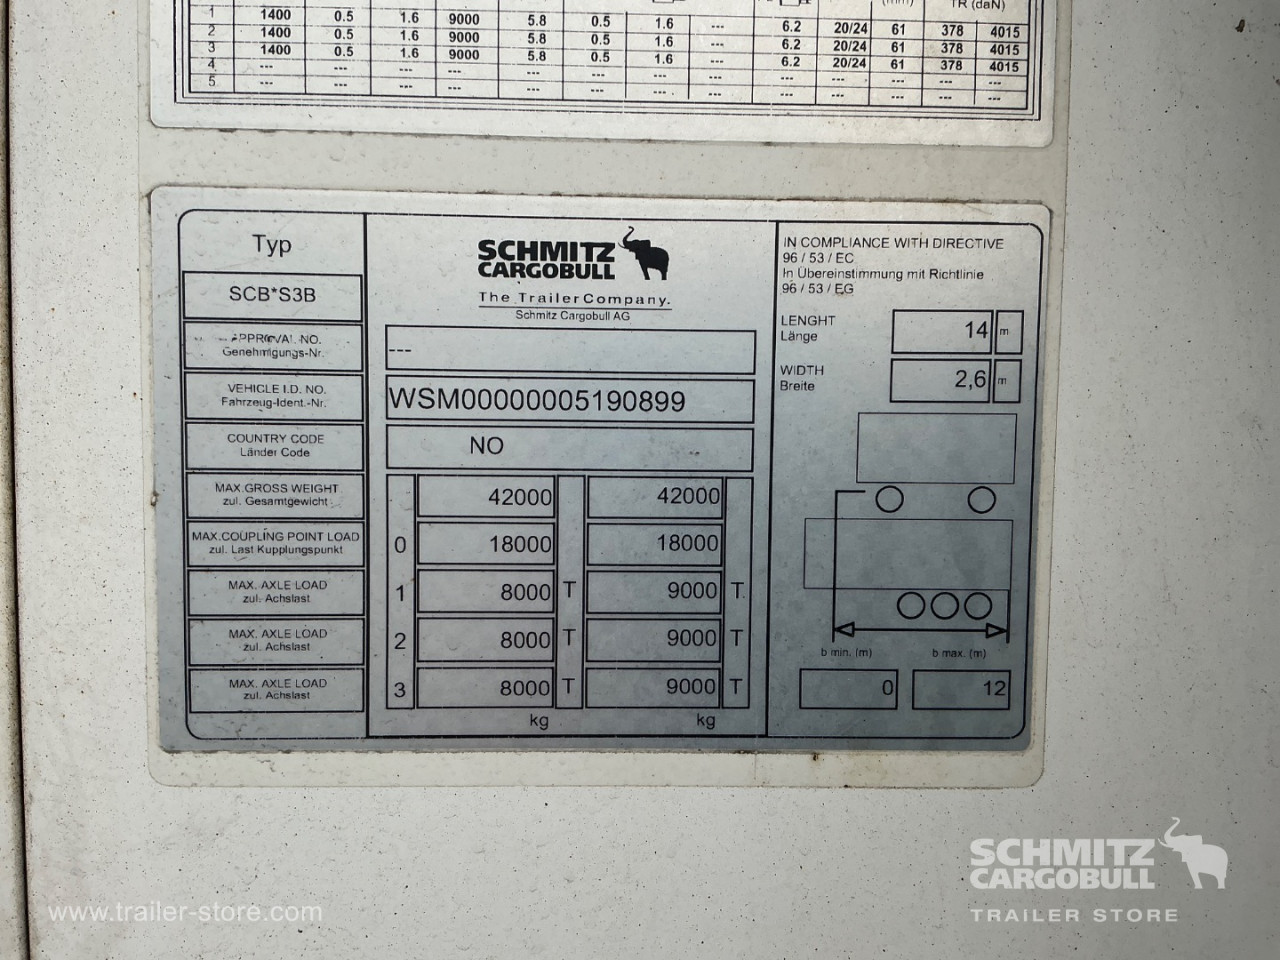 (mm) TR (daN)
1 1400 0.5 1.6 9000 5.8 0.5 1.6 --- 6.2 20/24 61 378 4015
2 1400 0.5 1.6 9000 5.8 0.5 1.6 --- 6.2 20/24 61 378 4015
3 1400 0.5 1.6 9000 5.8 0.5 1.6 --- 6.2 20/24 61 378 4015
4 --- --- --- --- --- --- --- --- --- --- --- --- ---
5 --- --- --- --- --- --- --- --- --- --- --- --- ---
Typ
SCB*S3B
SCHMITZ
CARGOBULL
The TrailerCompany.
Schmitz Cargobull AG
APPROVAL NO.
Genehmigungs-Nr.
---
VEHICLE I.D. NO.
Fahrzeug-Ident.-Nr.
WSM00000005190899
COUNTRY CODE
Länder Code
NO
MAX.GROSS WEIGHT
zul. Gesamtgewicht
42000 42000
MAX.COUPLING POINT LOAD
zul. Last Kupplungspunkt
0 18000 18000
MAX. AXLE LOAD
zul. Achslast
1 8000 T 9000 T
MAX. AXLE LOAD
zul. Achslast
2 8000 T 9000 T
MAX. AXLE LOAD
zul. Achslast
3 8000 T 9000 T
kg kg
IN COMPLIANCE WITH DIRECTIVE
96 / 53 / EC
In Übereinstimmung mit Richtlinie
96 / 53 / EG
LENGHT
Länge
14 m
WIDTH
Breite
2,6 m
b min. (m) b max. (m)
0 12
SCHMITZ
CARGOBULL
TRAILER STORE
www.trailer-store.com